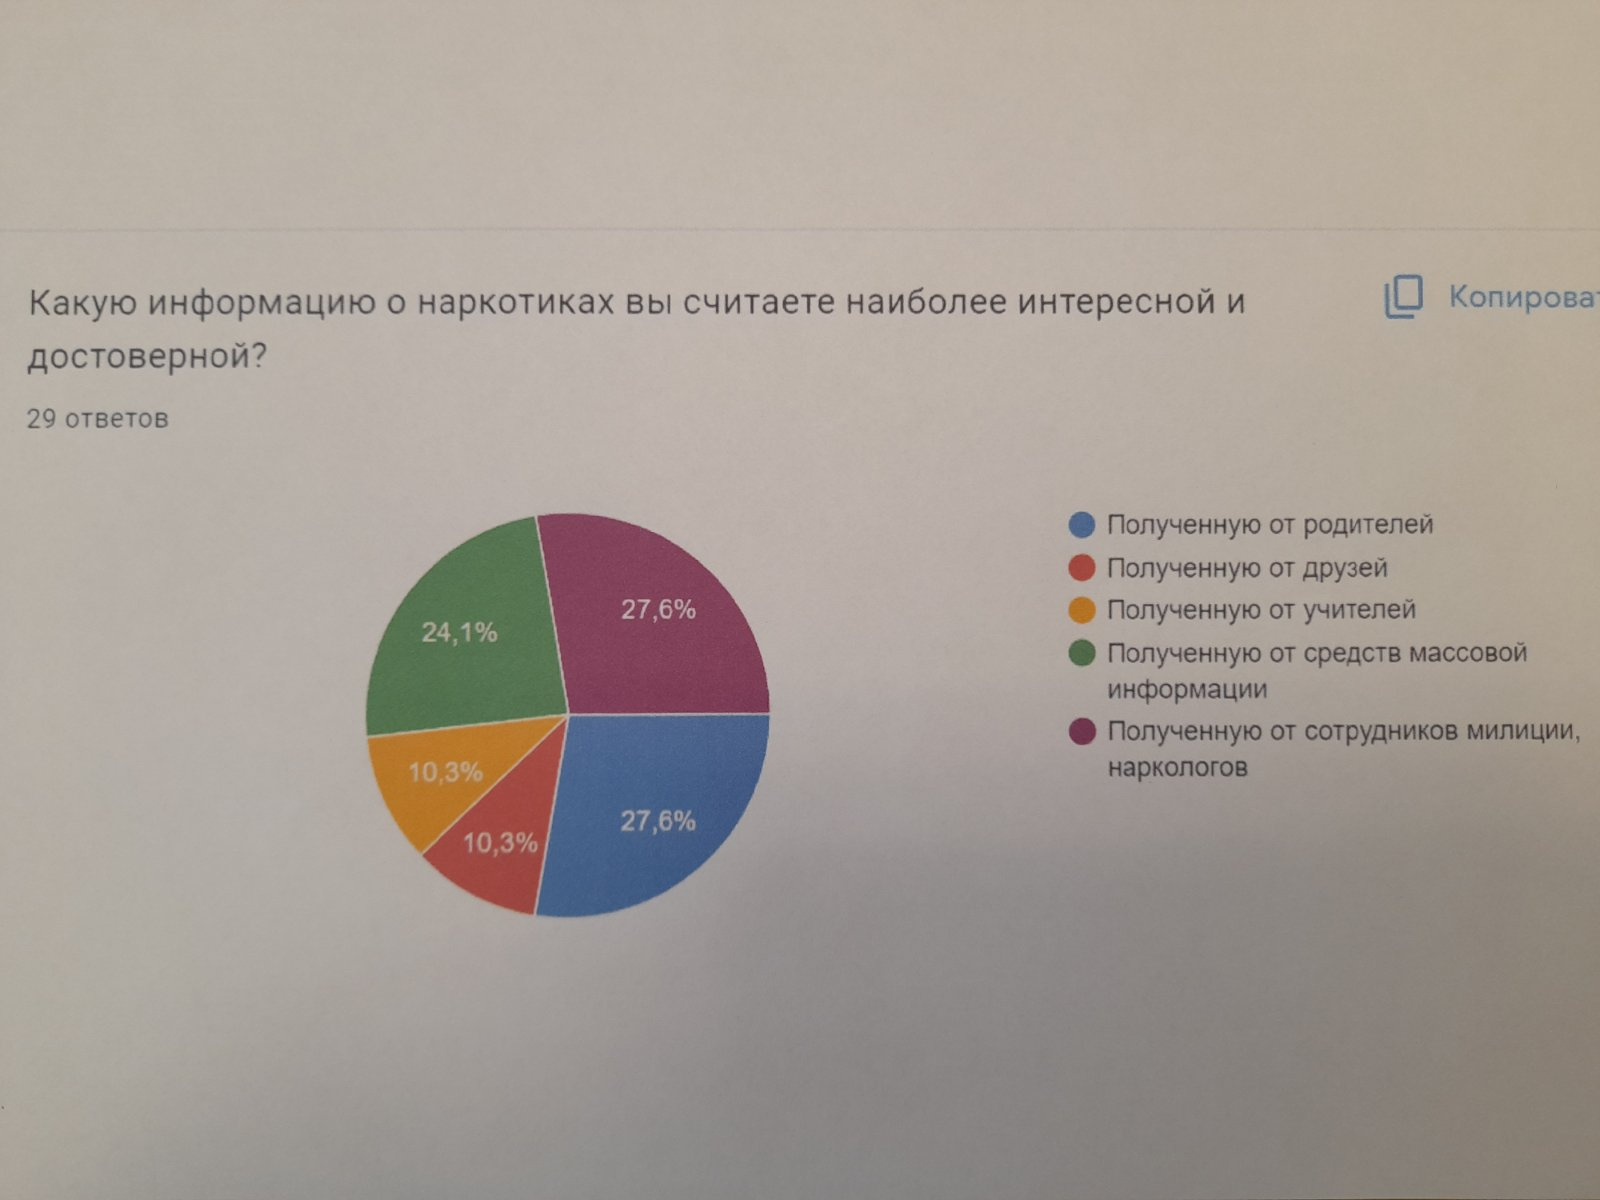 Какую информацию о наркотиках вы считаете наиболее интересной и
достоверной?
Копироват
29 ответов
27,6%
24,1%
10,3%
10,3%
27,6%
Полученную от родителей
Полученную от друзей
Полученную от учителей
Полученную от средств массовой
информации
Полученную от сотрудников милиции,
наркологов